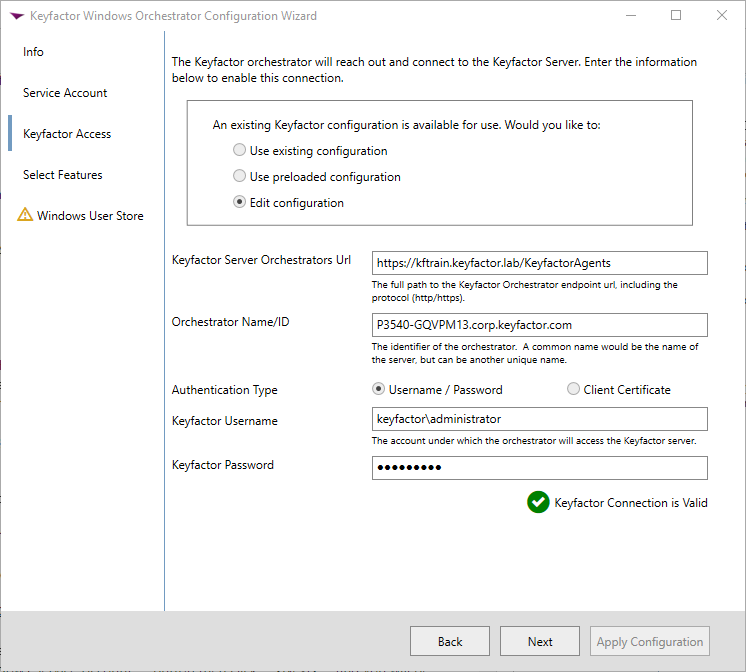 Keyfactor Windows Orchestrator Configuration Wizard
Info
Service Account
Keyfactor Access
Select Features
Windows User Store
The Keyfactor orchestrator will reach out and connect to the Keyfactor Server. Enter the information
below to enable this connection.
An existing Keyfactor configuration is available for use. Would you like to:
Use existing configuration
Use preloaded configuration
Edit configuration
Keyfactor Server Orchestrators Url
https://kftrain.keyfactor.lab/KeyfactorAgents
The full path to the Keyfactor Orchestrator endpoint url, including the
protocol (http/https).
Orchestrator Name/ID
P3540-GQVPM13.corp.keyfactor.com
The identifier of the orchestrator.  A common name would be the name of
the server, but can be another unique name.
Authentication Type
Username / Password
Client Certificate
Keyfactor Username
keyfactor\administrator
The account under which the orchestrator will access the Keyfactor server.
Keyfactor Password
●●●●●●●●●
Keyfactor Connection is Valid
Back
Next
Apply Configuration